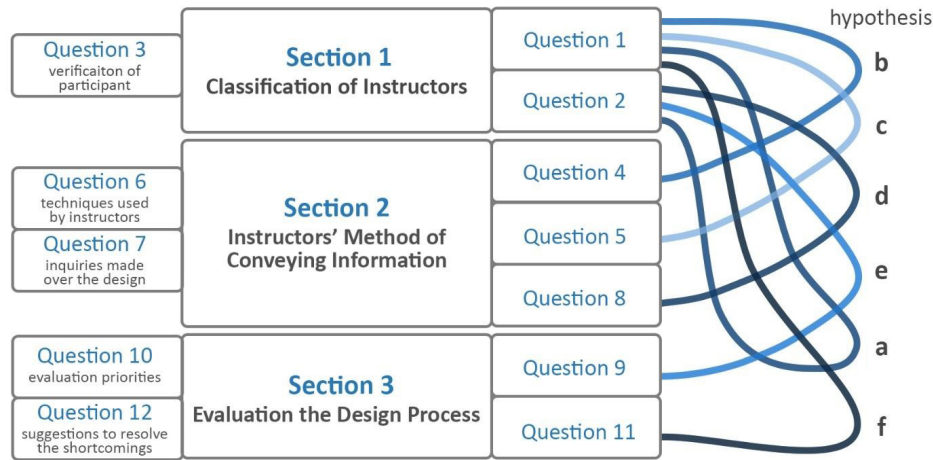 hypothesis
Question 3
verificaiton of
participant
Section 1
Classification of Instructors
Question 1
Question 2
b
c
Question 6
techniques used
by instructors
Question 7
inquiries made
over the design
Section 2
Instructors' Method of
Conveying Information
Question 4
Question 5
Question 8
d
e
Question 10
evaluation priorities
Question 12
suggestions to resolve
the shortcomings
Section 3
Evaluation the Design Process
Question 9
Question 11
a
f